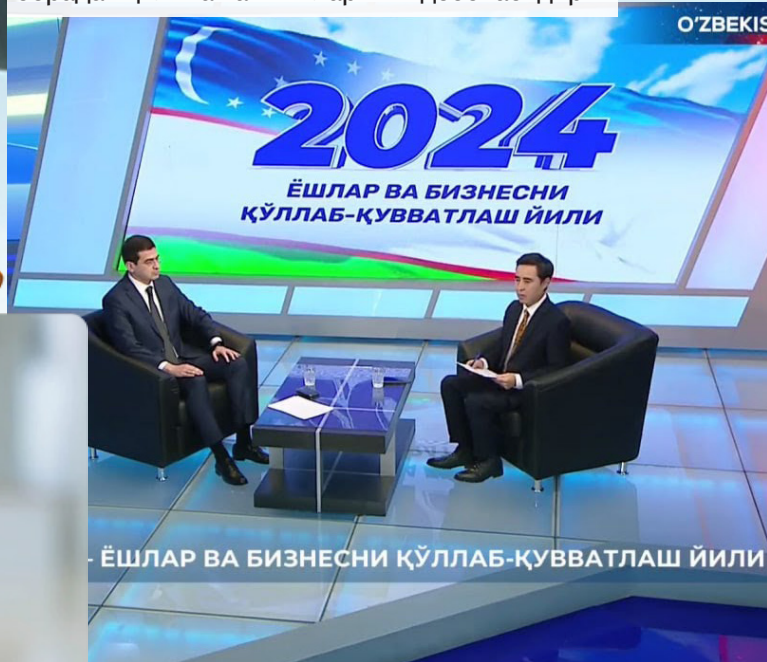 O‘ZBEKIS
2024
ЁШЛАР ВА БИЗНЕСНИ
ҚЎЛЛАБ-ҚУВВАТЛАШ ЙИЛИ
- ЁШЛАР ВА БИЗНЕСНИ ҚЎЛЛАБ-ҚУВВАТЛАШ ЙИЛИ